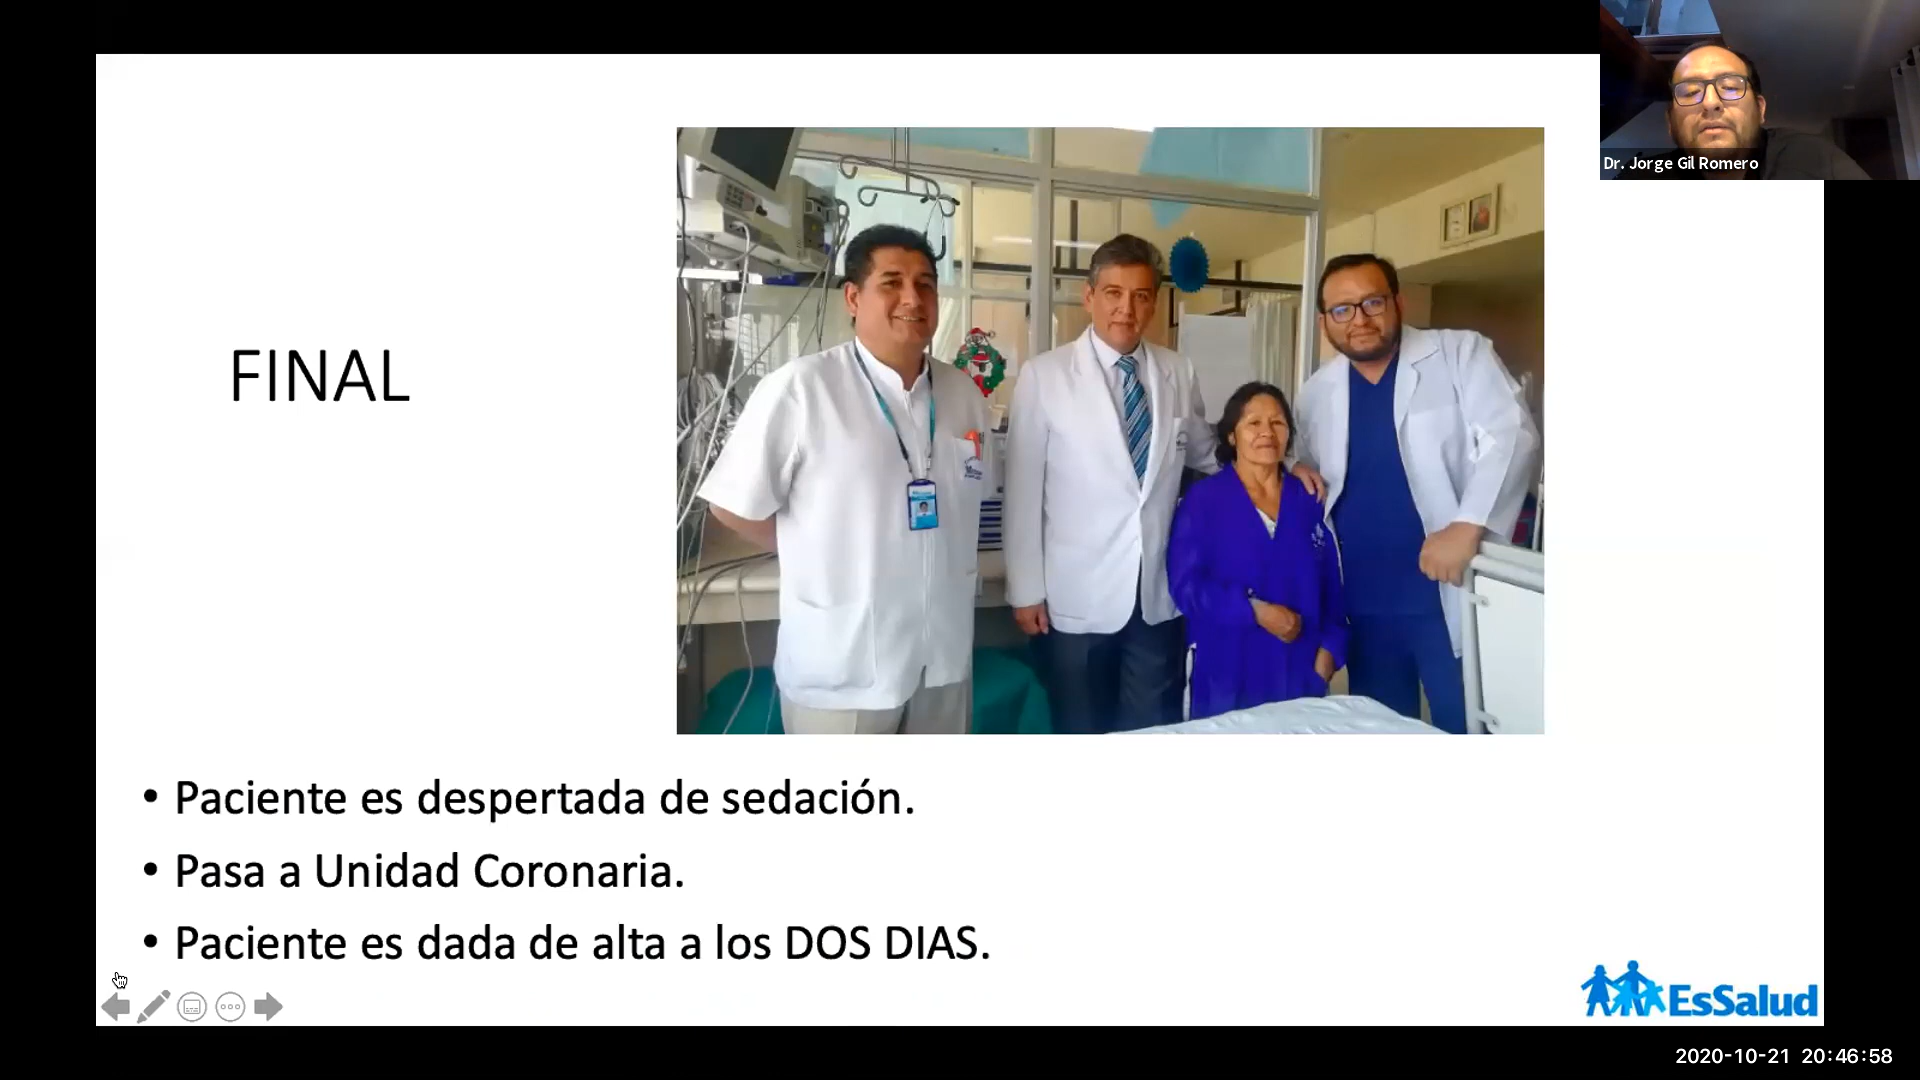 Dr. Jorge Gil Romero
FINAL
• Paciente es despertada de sedación.
• Pasa a Unidad Coronaria.
• Paciente es dada de alta a los DOS DIAS.
EsSalud
2020-10-21 20:46:58